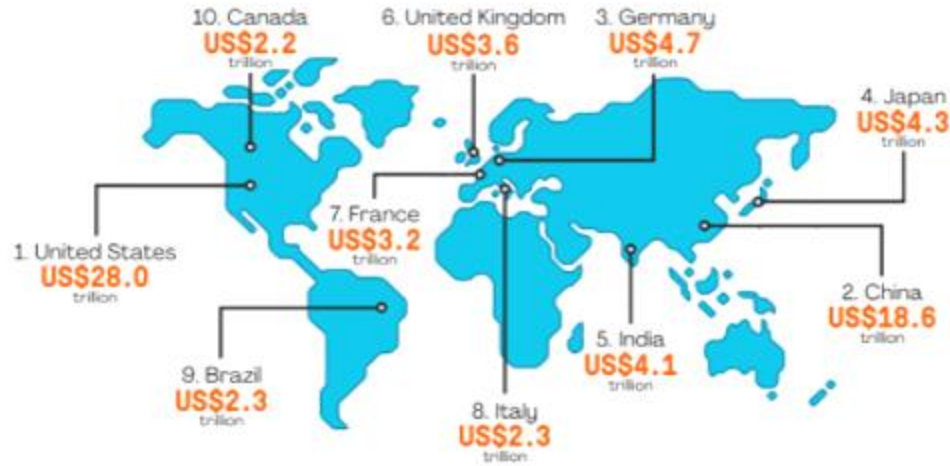 10. Canada
US$2.2
trillion
6. United Kingdom
US$3.6
trillion
3. Germany
US$4.7
trillion
4. Japan
US$4.3
trillion
7. France
US$3.2
trillion
1. United States
US$28.0
trillion
2. China
US$18.6
trillion
5. India
US$4.1
trillion
9. Brazil
US$2.3
trillion
8. Italy
US$2.3
trillion